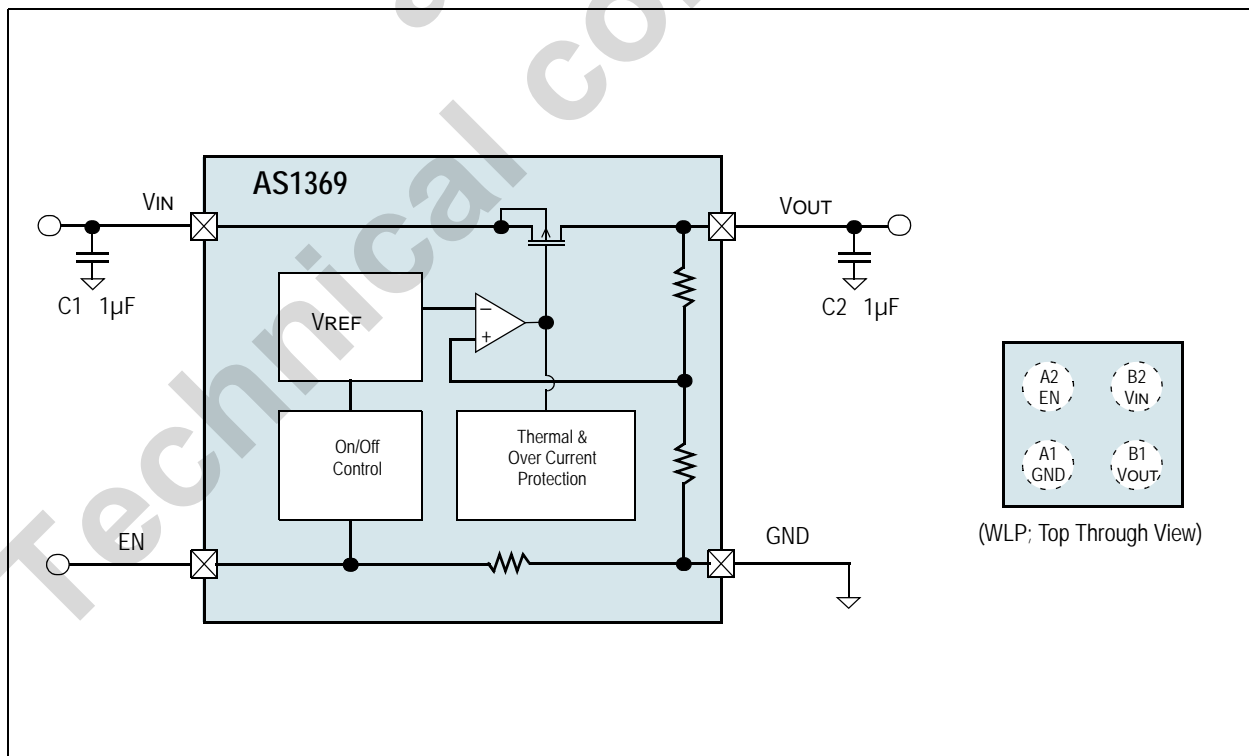 Technical co
AS1369
VIN
VOUT
C1 1µF
C2 1µF
VREF
−
+
On/Off
Control
Thermal &
Over Current
Protection
EN
GND
A2
EN
B2
VIN
A1
GND
B1
VOUT
(WLP; Top Through View)